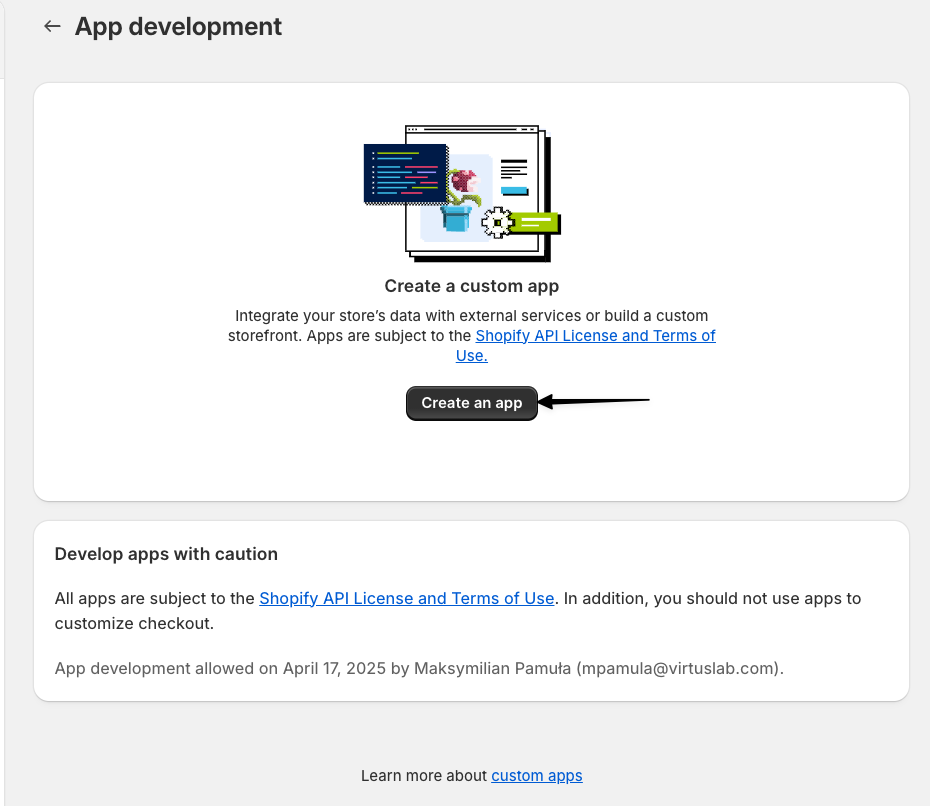 App development
Create a custom app
Integrate your store’s data with external services or build a custom
storefront. Apps are subject to the Shopify API License and Terms of
Use.
Create an app
Develop apps with caution
All apps are subject to the Shopify API License and Terms of Use. In addition, you should not use apps to
customize checkout.
App development allowed on April 17, 2025 by Maksymilian Pamuła (mpamula@virtuslab.com).
Learn more about custom apps